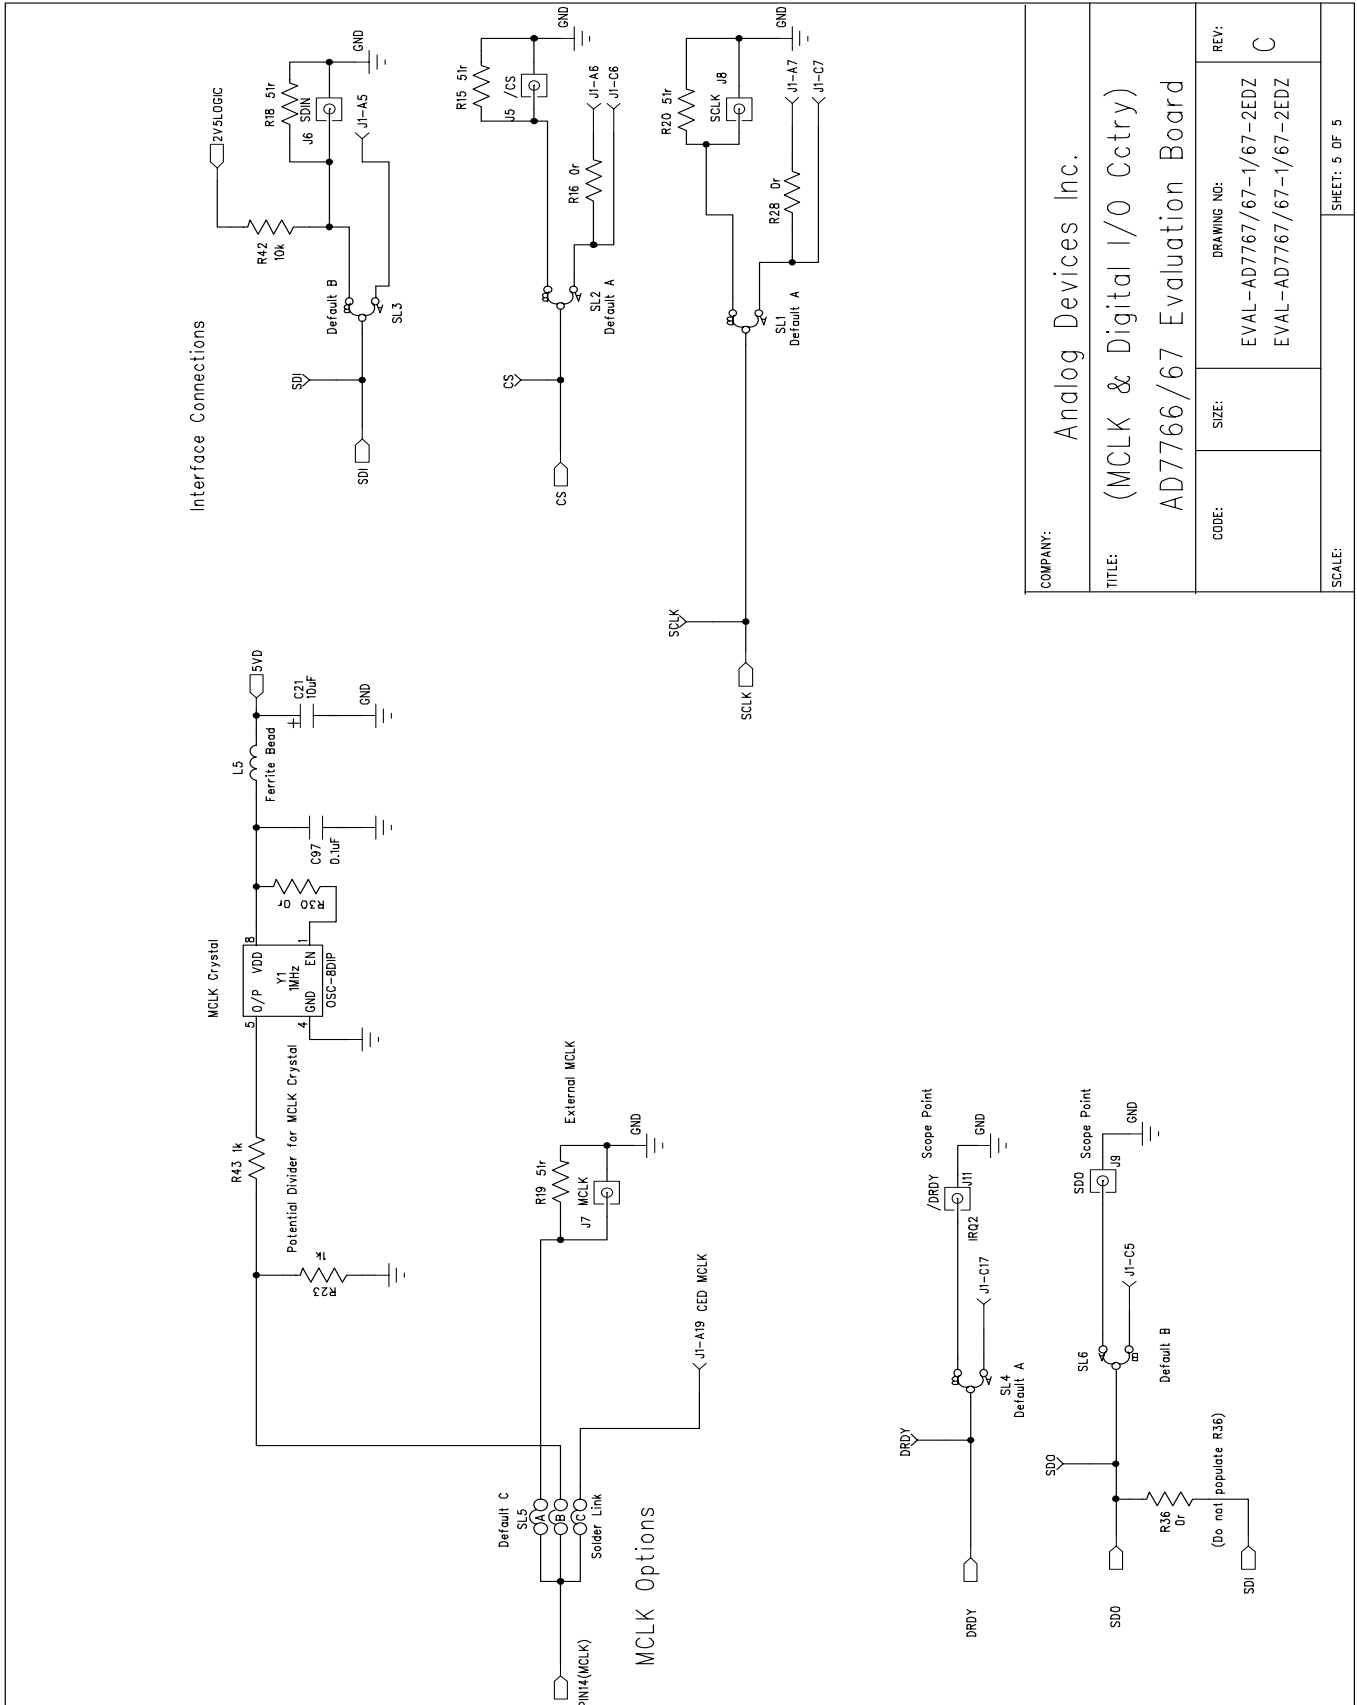 Interface Connections
2V5LOGIC
R42
10k
R18 51r
SDIN
J6
GND
J1-A5
Default B
B
A
SL3
SDI
SDI
R15 51r
J5 /CS
GND
J1-A6
J1-C6
R16 0r
B
A
SL2
Default A
CS
CS
R20 51r
SCLK J8
GND
J1-A7
J1-C7
R28 0r
B
A
SL1
Default A
SCLK
SCLK
MCLK Crystal
5VD
L5
Ferrite Bead
C21
10uF
GND
C97
0.1uF
R30 0r
8 VDD
1 EN
Y1
1MHz
5 O/P
4 GND
OSC-8DIP
R43 1k
Potential Divider for MCLK Crystal
R23
1k
External MCLK
R19 51r
J7 MCLK
GND
J1-A19 CED MCLK
Default C
SL5
A
B
C
Solder Link
PIN14(MCLK)
MCLK Options
Scope Point
/DRDY
J11
IRQ2
GND
J1-C17
B
A
SL4
Default A
DRDY
DRDY
Scope Point
SDO
J9
GND
J1-C5
SL6
A
B
Default B
SDO
SDO
R36
0r
(Do not populate R36)
SDI
COMPANY:
Analog Devices Inc.
TITLE:
(MCLK & Digital I/O Cctry)
AD7766/67 Evaluation Board
CODE:
SIZE:
DRAWING NO:
EVAL-AD7767/67-1/67-2EDZ
EVAL-AD7767/67-1/67-2EDZ
REV:
C
SCALE:
SHEET: 5 OF 5